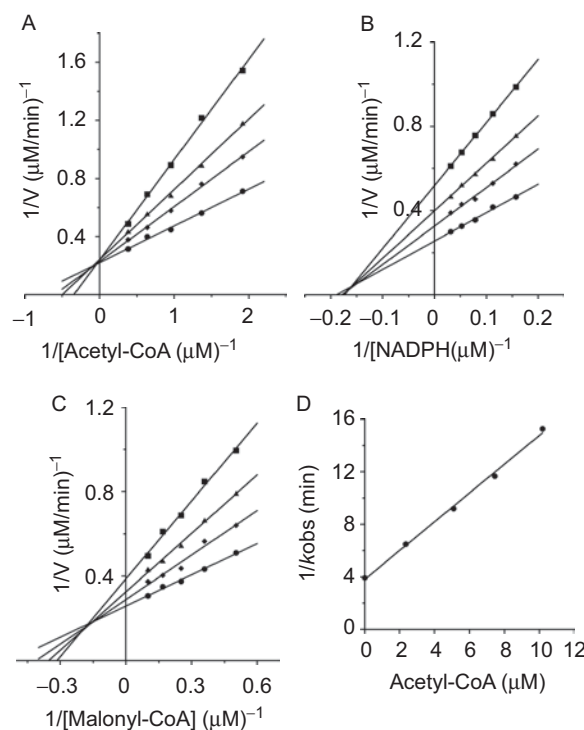 A
1/V (μM/min)⁻¹
1.6
1.2
0.8
0.4
−1
0
1
2
1/[Acetyl-CoA (μM)⁻¹
B
1/V (μM/min)⁻¹
1.2
0.8
0.4
−0.2
−0.1
0
0.1
0.2
1/[NADPH(μM)⁻¹
C
1/V (μM/min)⁻¹
1.2
0.8
0.4
−0.3
0
0.3
0.6
1/[Malonyl-CoA] (μM)⁻¹
D
1/kobs (min)
16
12
8
4
0
0
2
4
6
8
10
12
Acetyl-CoA (μM)